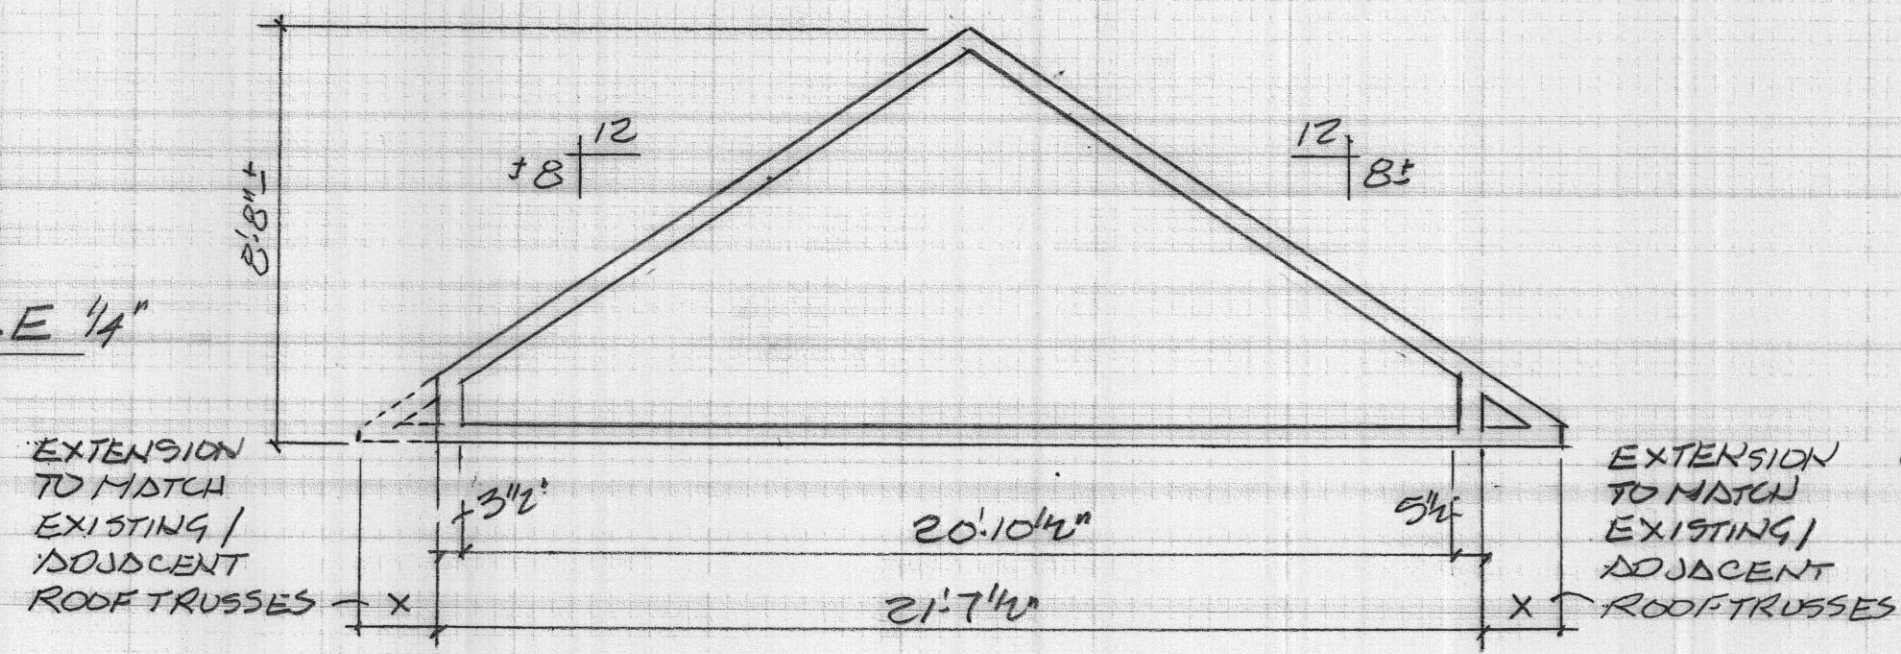 12
±8
12
8±
8'.8"±
.E 1/4"
EXTENSION
TO MATCH
EXISTING /
ADJACENT
ROOF TRUSSES
X
3 1/2"
20'.10 1/2"
5 1/2
21'.7 1/2"
X
EXTENSION
TO MATCH
EXISTING /
ADJACENT
ROOF TRUSSES